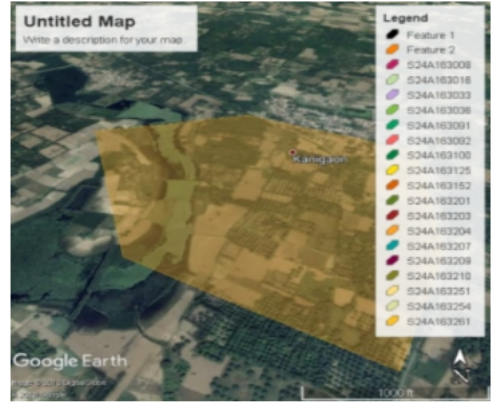 Untitled Map
Write a description for your map.
Legend
Feature 1
Feature 2
S24A163008
S24A163016
S24A163033
S24A163036
S24A163091
S24A163092
S24A163100
S24A163125
S24A163152
S24A163201
S24A163203
S24A163204
S24A163207
S24A163209
S24A163210
S24A163251
S24A163254
S24A163261
Kanigaon
Google Earth
1000 ft